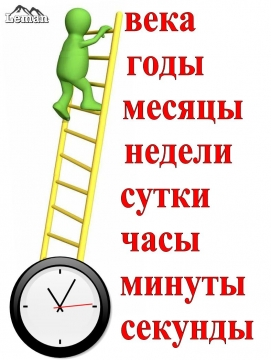 Leman
века
годы
месяцы
недели
сутки
часы
минуты
секунды